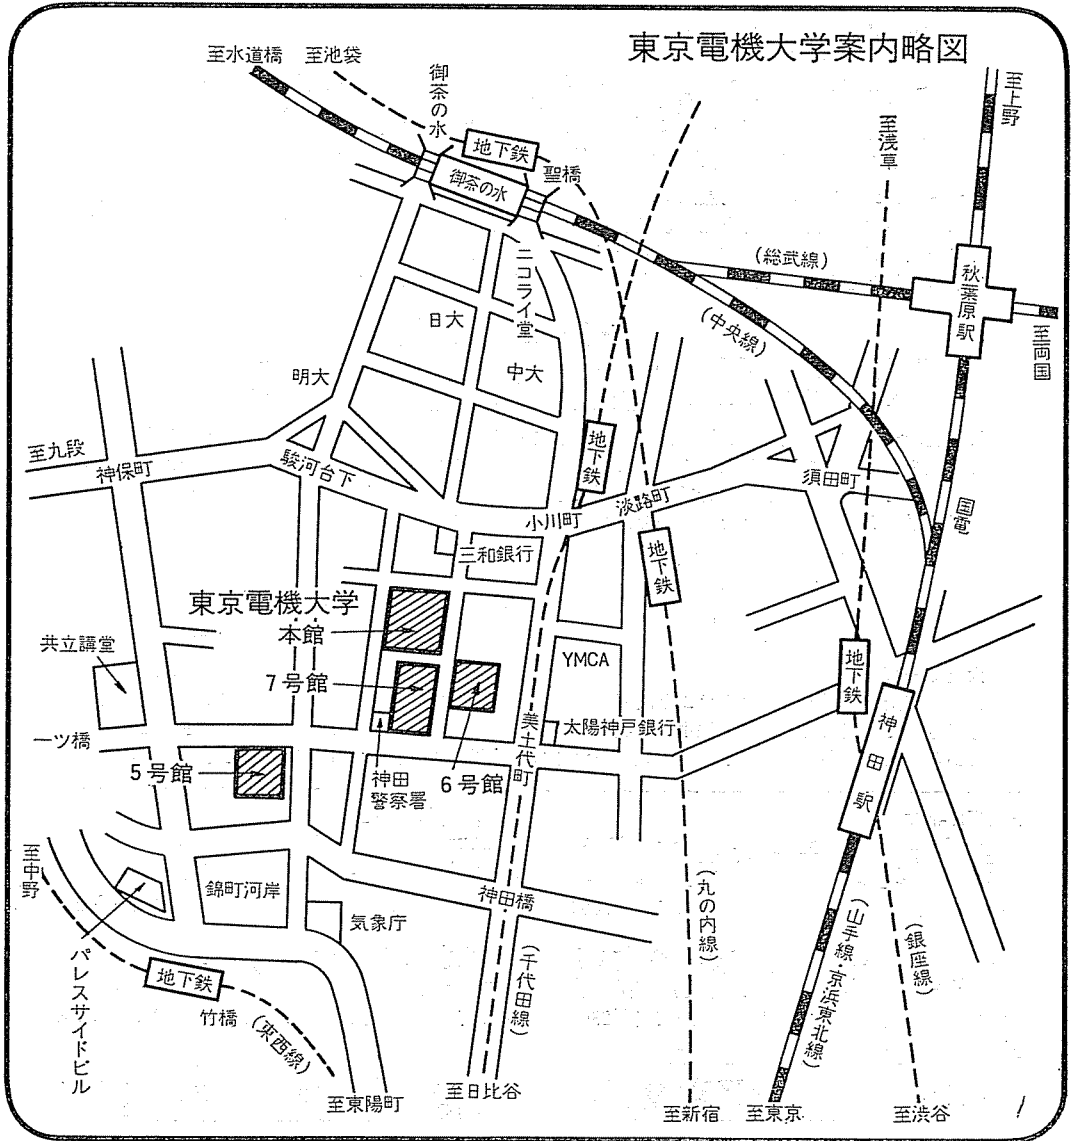 東京電機大学案内略図
至水道橋
至池袋
御茶の水
地下鉄
御茶の水
聖橋
至浅草
至上野
(総武線)
秋葉原駅
至両国
(中央線)
ニコライ堂
日大
中大
明大
至九段
神保町
駿河台下
地下鉄
小川町
淡路町
須田町
国電
三和銀行
地下鉄
東京電機大学
本館
共立講堂
7号館
YMCA
地下鉄
神田駅
一ツ橋
5号館
神田
警察署
6号館
美土代町
太陽神戸銀行
至中野
錦町河岸
気象庁
神田橋
パレスサイドビル
地下鉄
竹橋
(東西線)
(千代田線)
(丸の内線)
(山手線・京浜東北線)
(銀座線)
至東陽町
至日比谷
至新宿
至東京
至渋谷